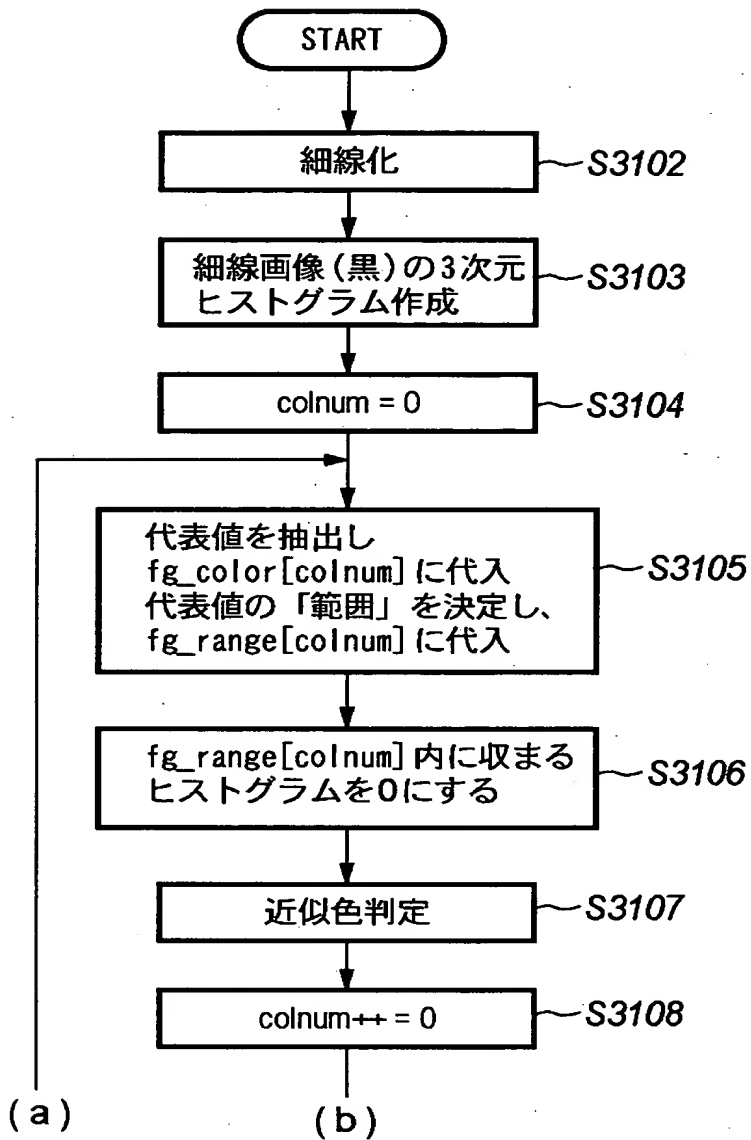 START
細線化
S3102
細線画像(黒)の3次元
ヒストグラム作成
S3103
colnum = 0
S3104
代表値を抽出し
fg_color[colnum]に代入
代表値の「範囲」を決定し、
fg_range[colnum]に代入
S3105
fg_range[colnum]内に収まる
ヒストグラムを0にする
S3106
近似色判定
S3107
colnum++ = 0
S3108
(a)
(b)